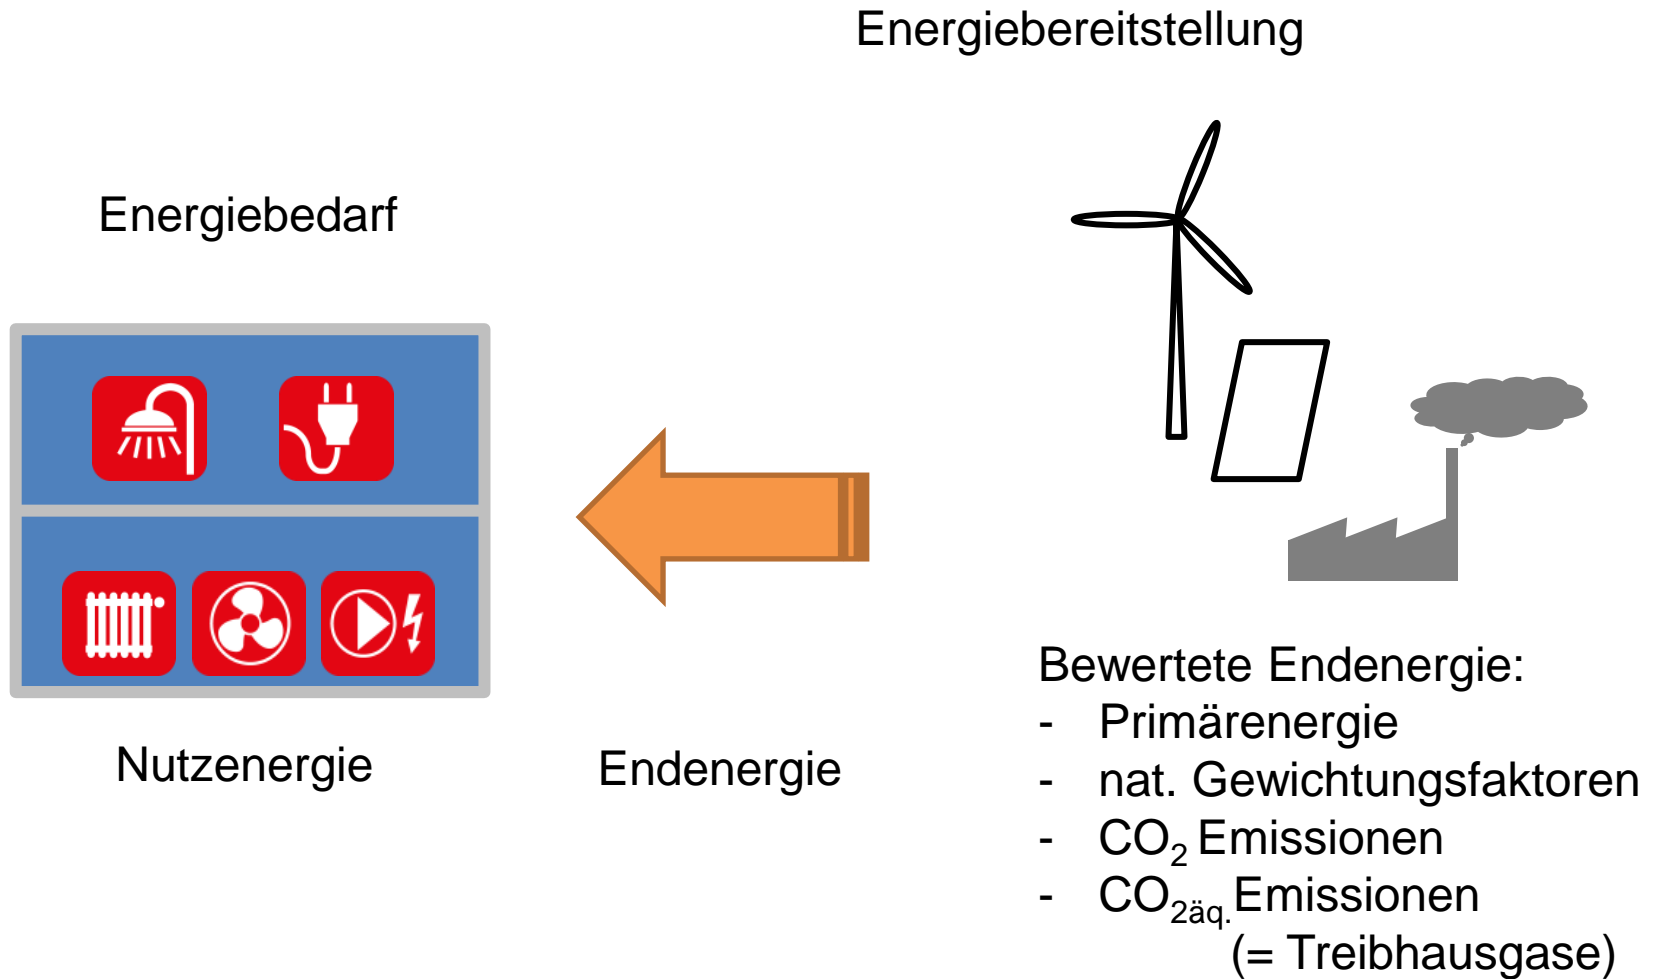 Energiebereitstellung
Energiebedarf
Nutzenergie
Endenergie
Bewertete Endenergie:
- Primärenergie
- nat. Gewichtungsfaktoren
- CO₂ Emissionen
- CO₂äq. Emissionen
(= Treibhausgase)